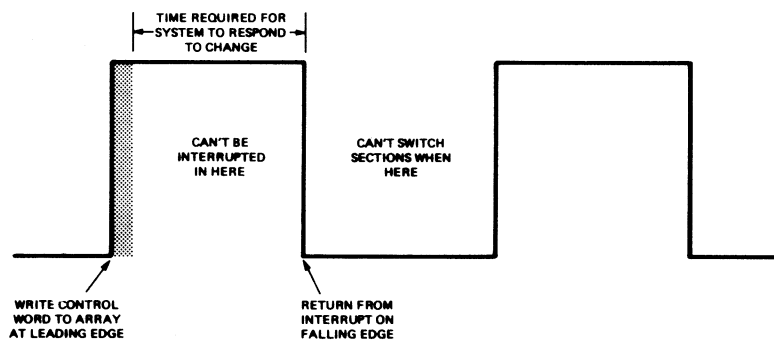 TIME REQUIRED FOR
SYSTEM TO RESPOND
TO CHANGE
CAN'T BE
INTERRUPTED
IN HERE
CAN'T SWITCH
SECTIONS WHEN
HERE
WRITE CONTROL
WORD TO ARRAY
AT LEADING EDGE
RETURN FROM
INTERRUPT ON
FALLING EDGE